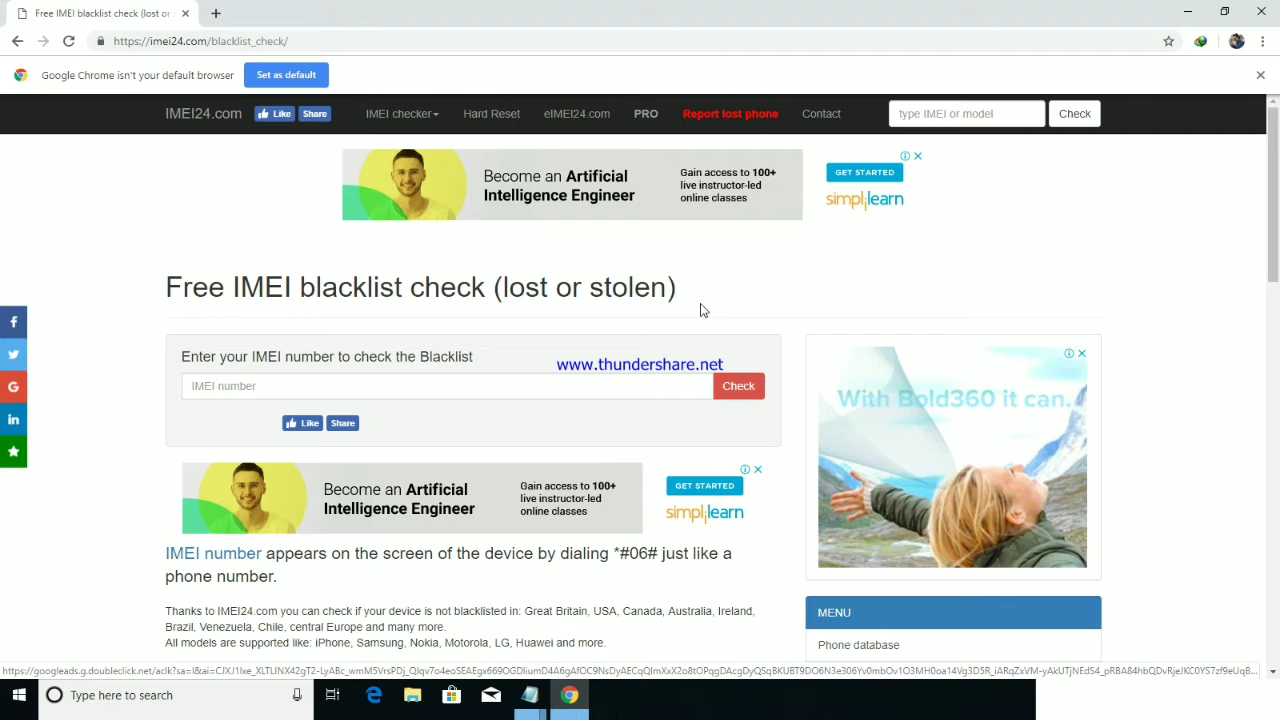 Free IMEI blacklist check (lost or
https://imei24.com/blacklist_check/
Google Chrome isn't your default browser
Set as default
IMEI24.com
Like
Share
IMEI checker
Hard Reset
eIMEI24.com
PRO
Report lost phone
Contact
type IMEI or model
Check
Become an Artificial
Intelligence Engineer
Gain access to 100+
live instructor-led
online classes
GET STARTED
simplilearn
Free IMEI blacklist check (lost or stolen)
Enter your IMEI number to check the Blacklist
www.thundershare.net
IMEI number
Check
Like
Share
With Bold360 it can.
Become an Artificial
Intelligence Engineer
Gain access to 100+
live instructor-led
online classes
GET STARTED
simplilearn
IMEI number appears on the screen of the device by dialing *#06# just like a
phone number.
Thanks to IMEI24.com you can check if your device is not blacklisted in: Great Britain, USA, Canada, Australia, Ireland,
Brazil, Venezuela, Chile, central Europe and many more.
All models are supported like: iPhone, Samsung, Nokia, Motorola, LG, Huawei and more.
MENU
Phone database
Type here to search